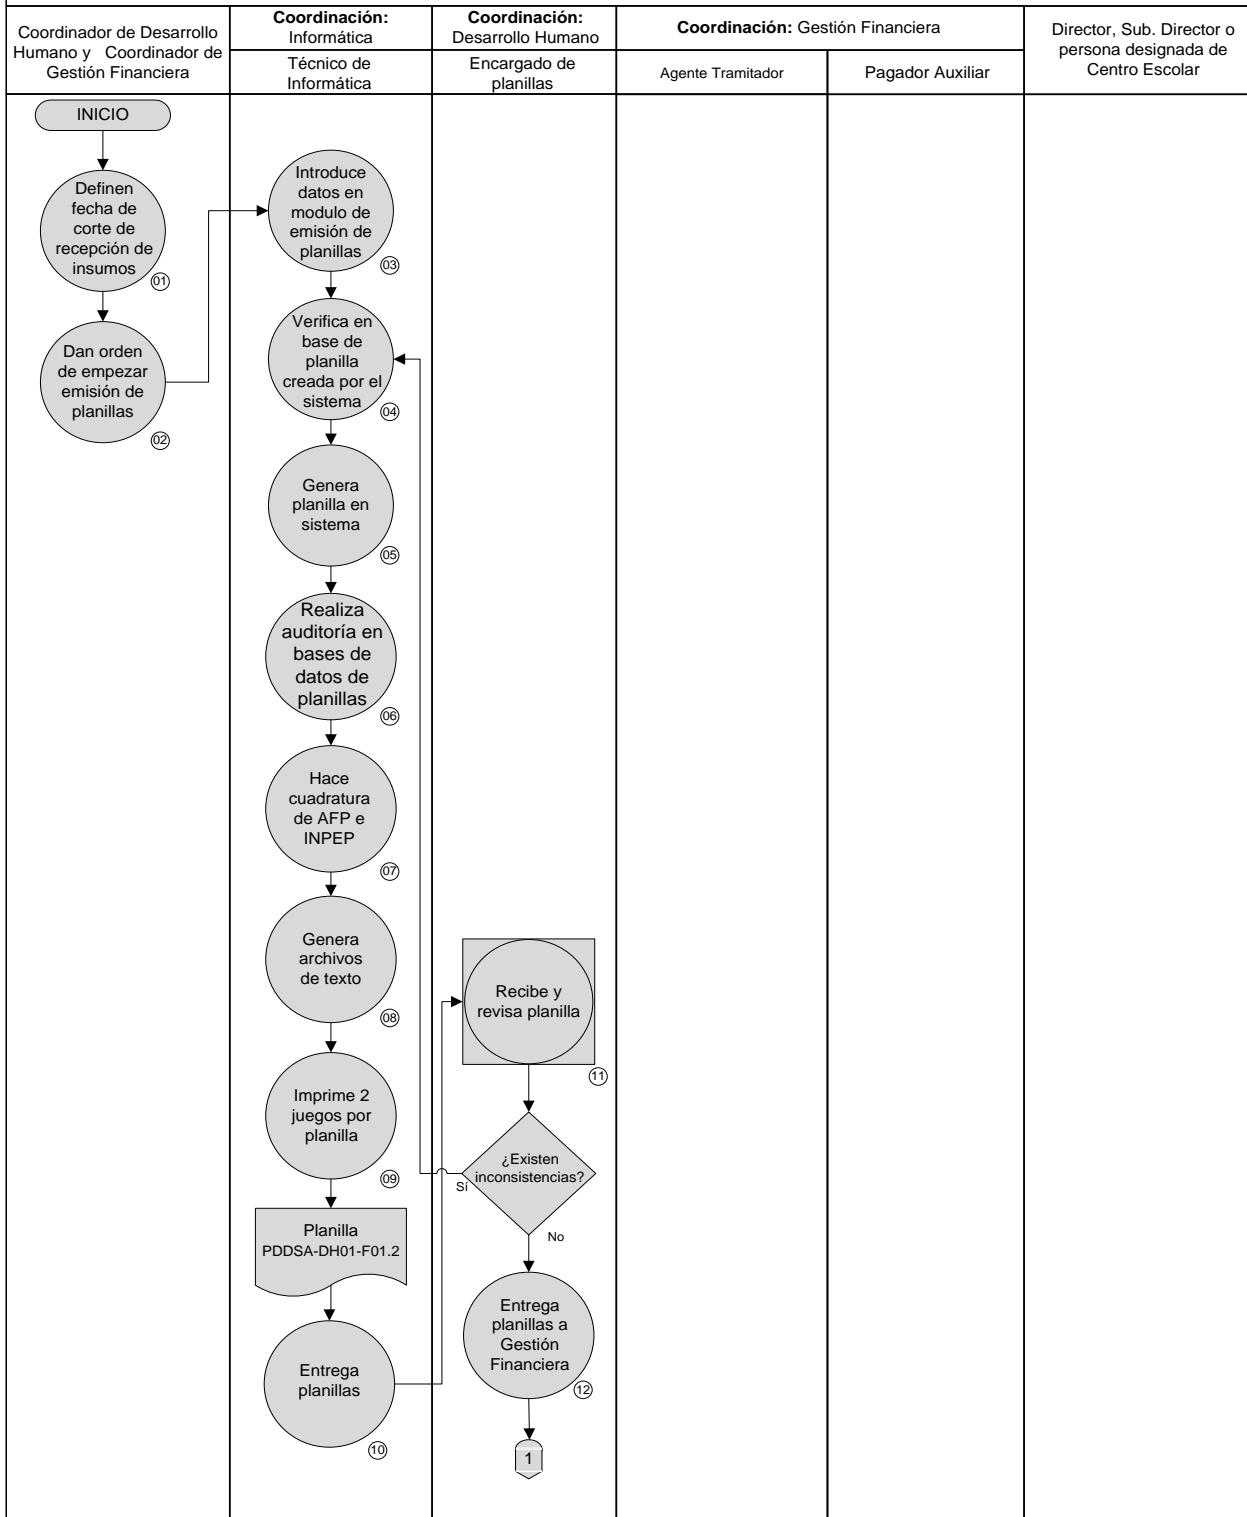 Coordinador de Desarrollo
Humano y Coordinador de
Gestión Financiera
Coordinación:
Informática
Técnico de
Informática
Coordinación:
Desarrollo Humano
Encargado de
planillas
Coordinación: Gestión Financiera
Agente Tramitador
Pagador Auxiliar
Director, Sub. Director o
persona designada de
Centro Escolar
INICIO
Definen
fecha de
corte de
recepción de
insumos
01
Dan orden
de empezar
emisión de
planillas
02
Introduce
datos en
modulo de
emisión de
planillas
03
Verifica en
base de
planilla
creada por el
sistema
04
Genera
planilla en
sistema
05
Realiza
auditoría en
bases de
datos de
planillas
06
Hace
cuadratura
de AFP e
INPEP
07
Genera
archivos
de texto
08
Imprime 2
juegos por
planilla
09
Planilla
PDDSA-DH01-F01.2
Entrega
planillas
10
Recibe y
revisa planilla
11
¿Existen
inconsistencias?
Sí
No
Entrega
planillas a
Gestión
Financiera
12
1